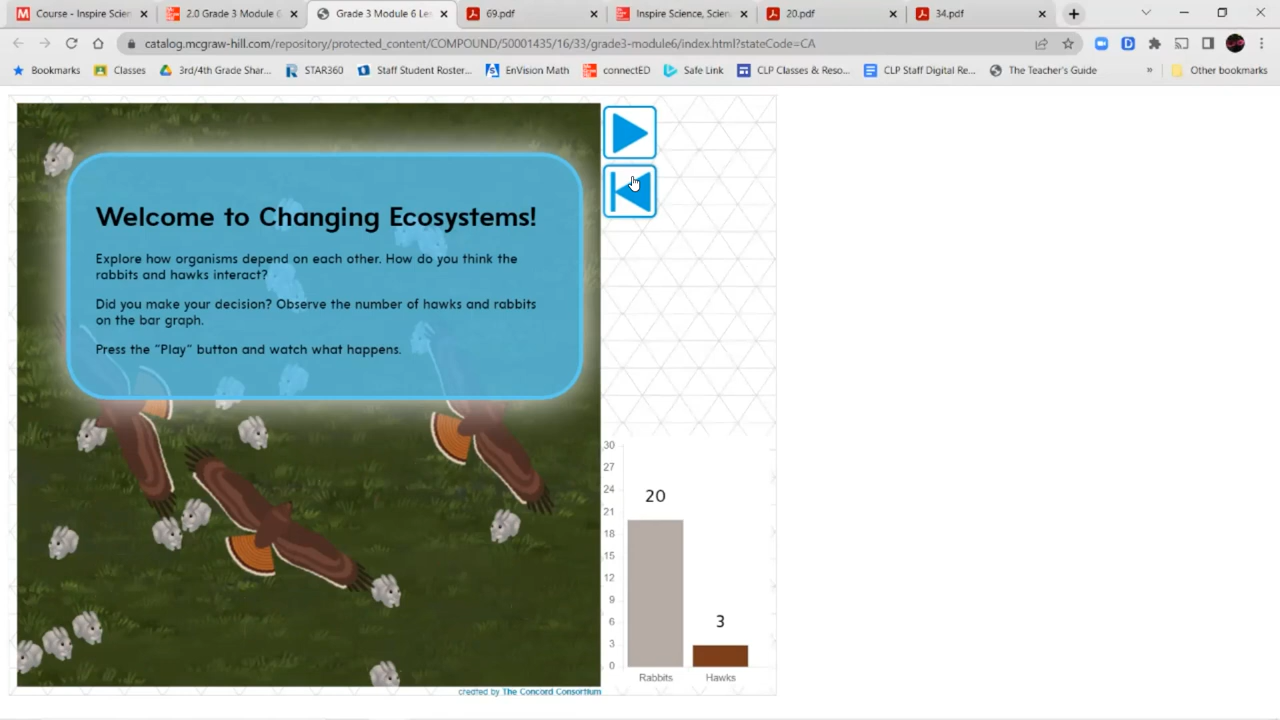 Course - Inspire Scien
2.0 Grade 3 Module 6
Grade 3 Module 6 Les
69.pdf
Inspire Science, Scien
20.pdf
34.pdf
catalog.mcgraw-hill.com/repository/protected_content/COMPOUND/50001435/16/33/grade3-module6/index.html?stateCode=CA
Bookmarks
Classes
3rd/4th Grade Shar...
STAR360
Staff Student Roster...
EnVision Math
connectED
Safe Link
CLP Classes & Reso...
CLP Staff Digital Re...
The Teacher's Guide
»
Other bookmarks
Welcome to Changing Ecosystems!
Explore how organisms depend on each other. How do you think the
rabbits and hawks interact?
Did you make your decision? Observe the number of hawks and rabbits
on the bar graph.
Press the "Play" button and watch what happens.
30
27
24
21
18
15
12
9
6
3
0
20
3
Rabbits
Hawks
created by The Concord Consortium